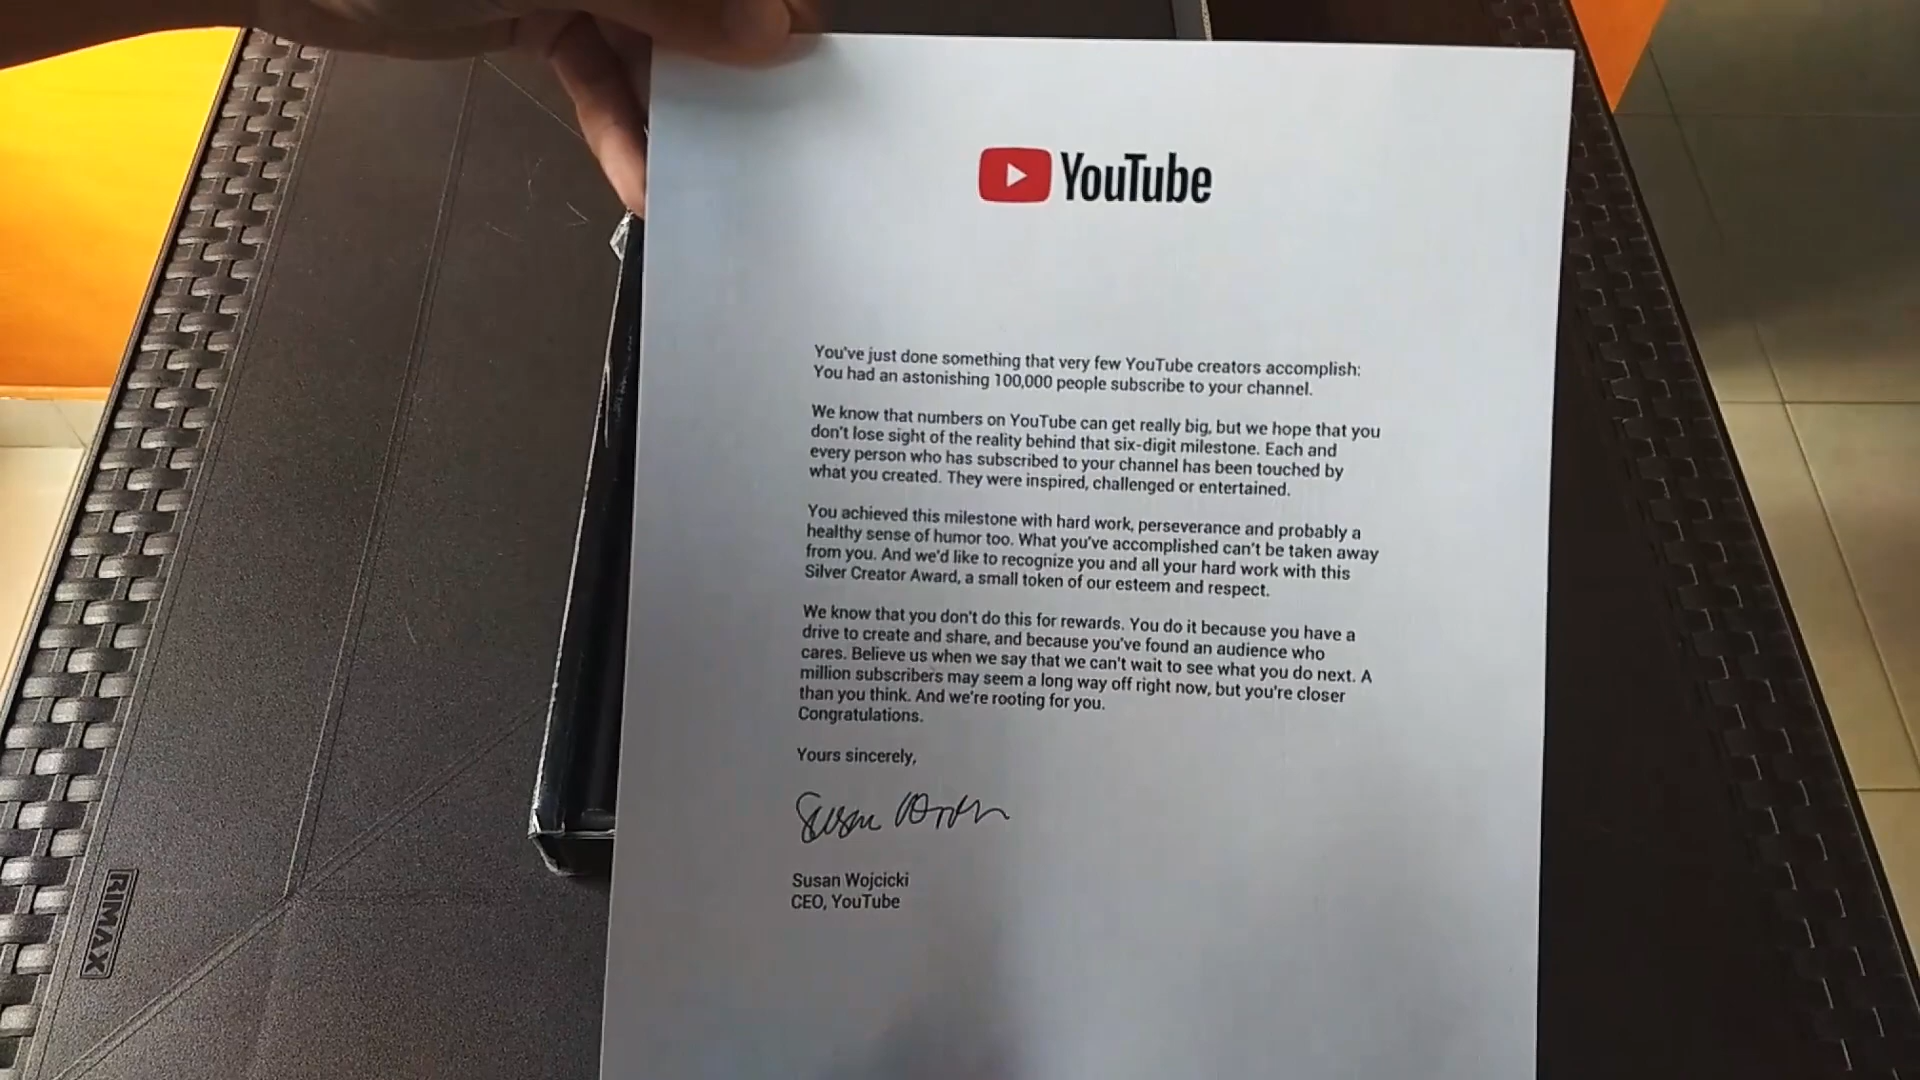 YouTube
You've just done something that very few YouTube creators accomplish:
You had an astonishing 100,000 people subscribe to your channel.
We know that numbers on YouTube can get really big, but we hope that you
don't lose sight of the reality behind that six-digit milestone. Each and
every person who has subscribed to your channel has been touched by
what you created. They were inspired, challenged or entertained.
You achieved this milestone with hard work, perseverance and probably a
healthy sense of humor too. What you've accomplished can't be taken away
from you. And we'd like to recognize you and all your hard work with this
Silver Creator Award, a small token of our esteem and respect.
We know that you don't do this for rewards. You do it because you have a
drive to create and share, and because you've found an audience who
cares. Believe us when we say that we can't wait to see what you do next. A
million subscribers may seem a long way off right now, but you're closer
than you think. And we're rooting for you.
Congratulations.
Yours sincerely,
Susan Wojcicki
CEO, YouTube
RIMAX